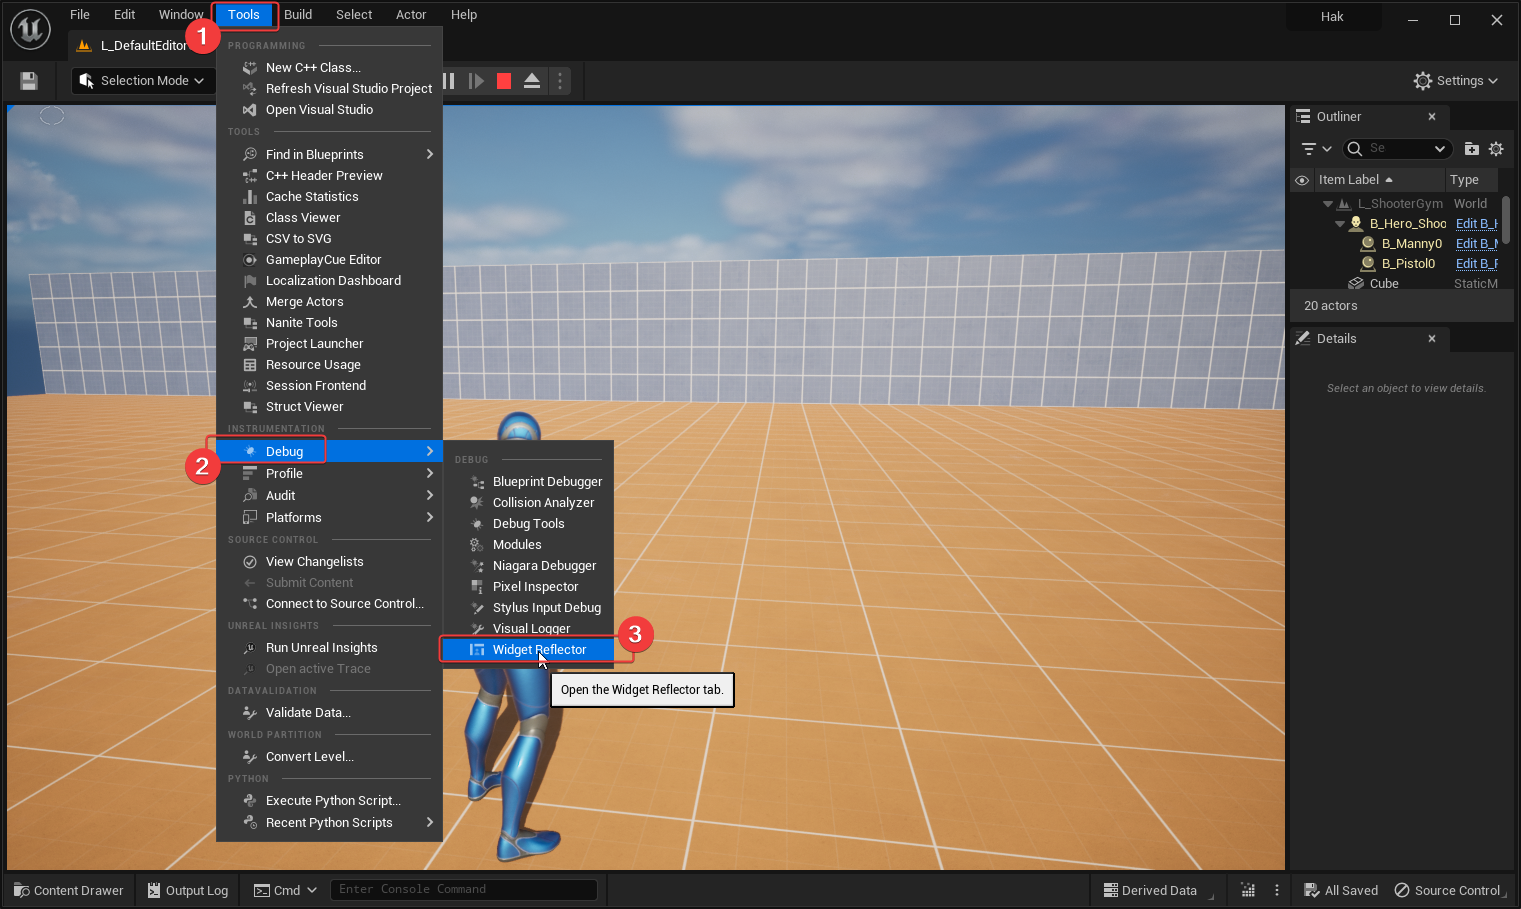 File Edit Window Tools Build Select Actor Help
Hak
1
L_DefaultEditor
Selection Mode
Settings
PROGRAMMING
New C++ Class...
Refresh Visual Studio Project
Open Visual Studio
TOOLS
Find in Blueprints
C++ Header Preview
Cache Statistics
Class Viewer
CSV to SVG
GameplayCue Editor
Localization Dashboard
Merge Actors
Nanite Tools
Project Launcher
Resource Usage
Session Frontend
Struct Viewer
INSTRUMENTATION
2
Debug
Profile
Audit
Platforms
SOURCE CONTROL
View Changelists
Submit Content
Connect to Source Control...
UNREAL INSIGHTS
Run Unreal Insights
Open active Trace
DATAVALIDATION
Validate Data...
WORLD PARTITION
Convert Level...
PYTHON
Execute Python Script...
Recent Python Scripts
DEBUG
Blueprint Debugger
Collision Analyzer
Debug Tools
Modules
Niagara Debugger
Pixel Inspector
Stylus Input Debug
Visual Logger
3
Widget Reflector
Open the Widget Reflector tab.
Outliner
Se
Item Label Type
L_ShooterGym World
B_Hero_Shoo Edit B_H
B_Manny0 Edit B_M
B_Pistol0 Edit B_P
Cube StaticM
20 actors
Details
Select an object to view details.
Content Drawer Output Log Cmd Enter Console Command Derived Data All Saved Source Control